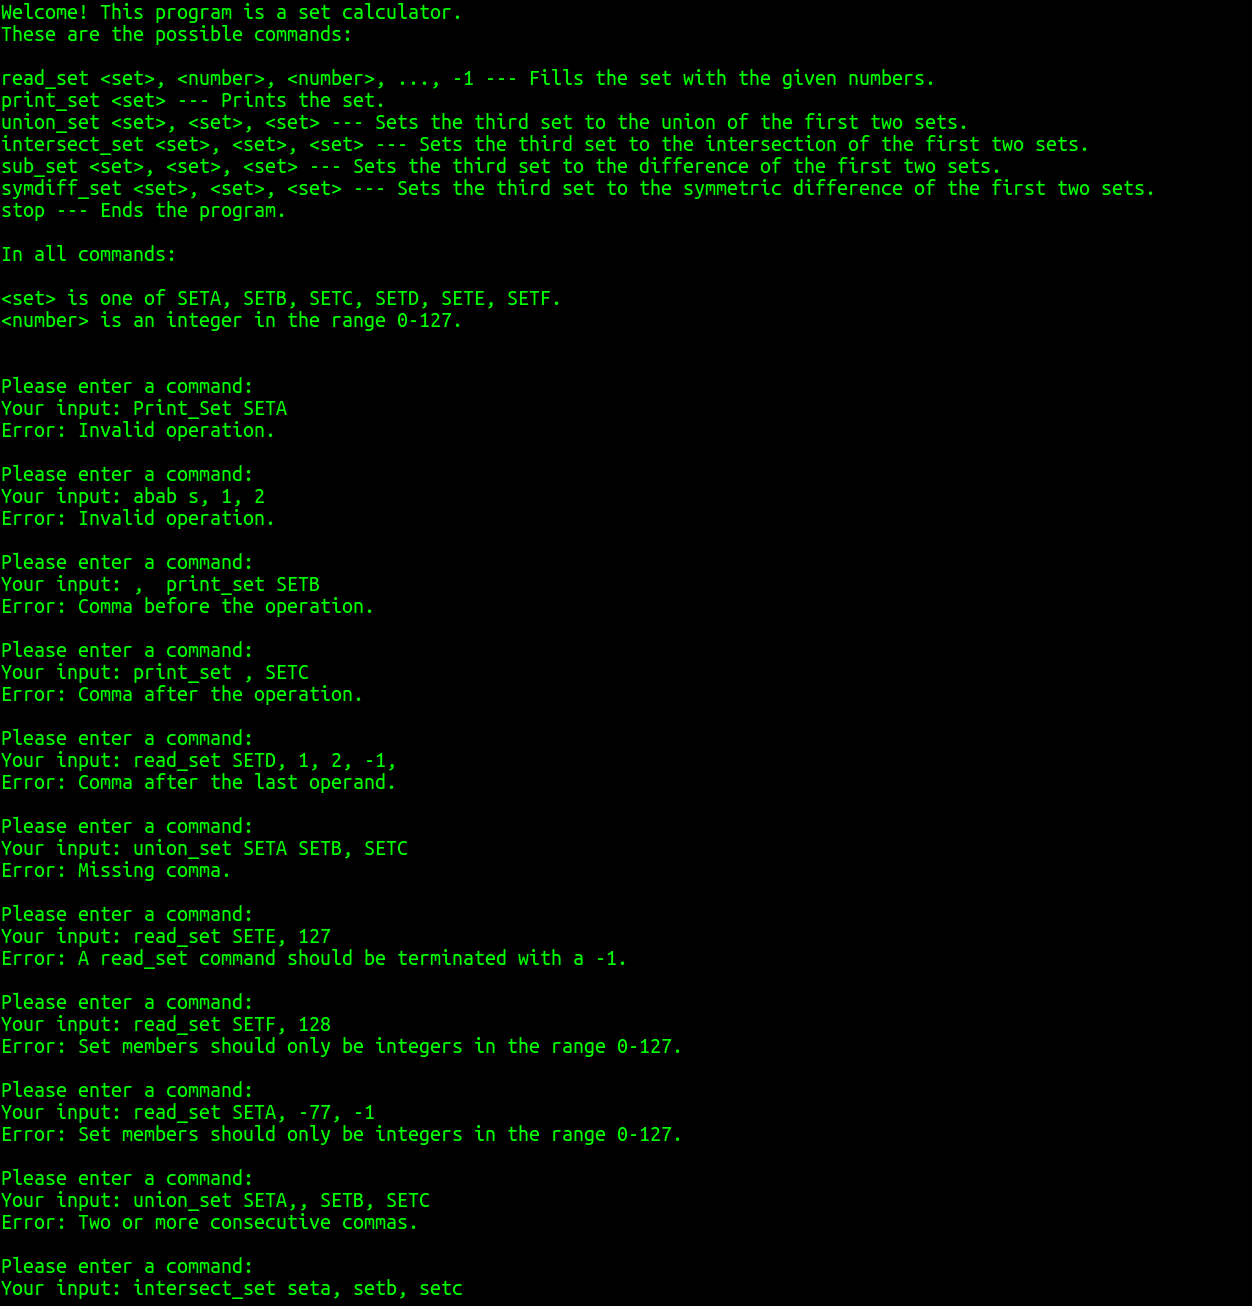 Welcome! This program is a set calculator.
These are the possible commands:
read_set <set>, <number>, <number>, ..., -1 --- Fills the set with the given numbers.
print_set <set> --- Prints the set.
union_set <set>, <set>, <set> --- Sets the third set to the union of the first two sets.
intersect_set <set>, <set>, <set> --- Sets the third set to the intersection of the first two sets.
sub_set <set>, <set>, <set> --- Sets the third set to the difference of the first two sets.
symdiff_set <set>, <set>, <set> --- Sets the third set to the symmetric difference of the first two sets.
stop --- Ends the program.
In all commands:
<set> is one of SETA, SETB, SETC, SETD, SETE, SETF.
<number> is an integer in the range 0-127.
Please enter a command:
Your input: Print_Set SETA
Error: Invalid operation.
Please enter a command:
Your input: abab s, 1, 2
Error: Invalid operation.
Please enter a command:
Your input: ,  print_set SETB
Error: Comma before the operation.
Please enter a command:
Your input: print_set , SETC
Error: Comma after the operation.
Please enter a command:
Your input: read_set SETD, 1, 2, -1,
Error: Comma after the last operand.
Please enter a command:
Your input: union_set SETA SETB, SETC
Error: Missing comma.
Please enter a command:
Your input: read_set SETE, 127
Error: A read_set command should be terminated with a -1.
Please enter a command:
Your input: read_set SETF, 128
Error: Set members should only be integers in the range 0-127.
Please enter a command:
Your input: read_set SETA, -77, -1
Error: Set members should only be integers in the range 0-127.
Please enter a command:
Your input: union_set SETA,, SETB, SETC
Error: Two or more consecutive commas.
Please enter a command:
Your input: intersect_set seta, setb, setc